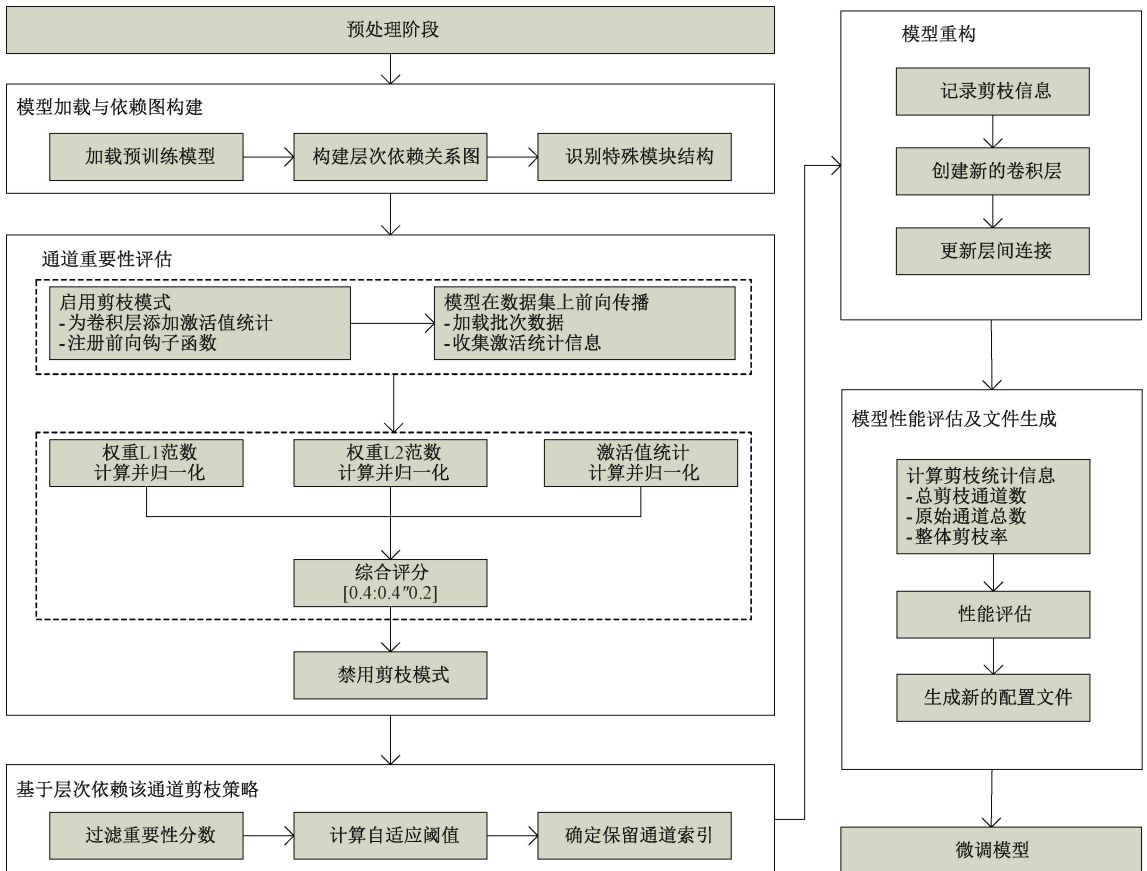 预处理阶段
模型加载与依赖图构建
加载预训练模型
构建层次依赖关系图
识别特殊模块结构
通道重要性评估
启用剪枝模式
-为卷积层添加激活值统计
-注册前向钩子函数
模型在数据集上前向传播
-加载批次数据
-收集激活统计信息
权重L1范数
计算并归一化
权重L2范数
计算并归一化
激活值统计
计算并归一化
综合评分
[0.4:0.4″0.2]
禁用剪枝模式
基于层次依赖该通道剪枝策略
过滤重要性分数
计算自适应阈值
确定保留通道索引
模型重构
记录剪枝信息
创建新的卷积层
更新层间连接
模型性能评估及文件生成
计算剪枝统计信息
-总剪枝通道数
-原始通道总数
-整体剪枝率
性能评估
生成新的配置文件
微调模型